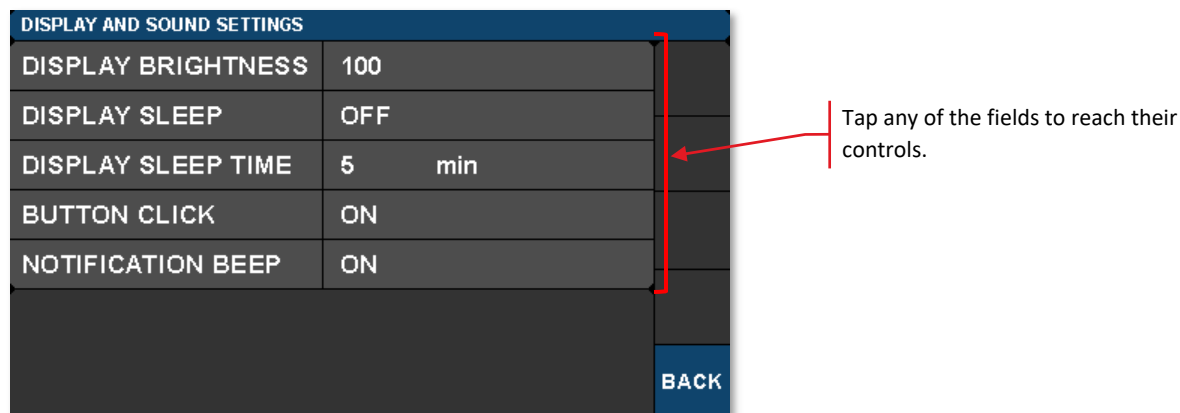 DISPLAY AND SOUND SETTINGS
DISPLAY BRIGHTNESS 100
DISPLAY SLEEP OFF
DISPLAY SLEEP TIME 5 min
BUTTON CLICK ON
NOTIFICATION BEEP ON
BACK
Tap any of the fields to reach their
controls.